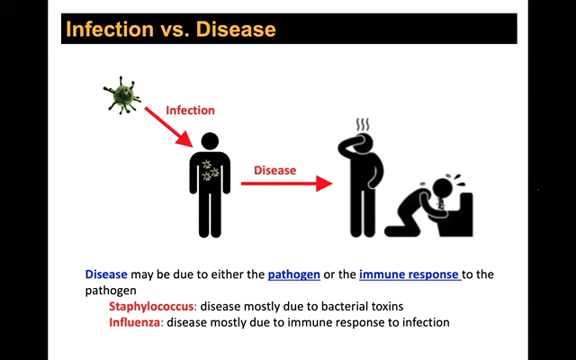 Infection vs. Disease
Infection
Disease
Disease may be due to either the pathogen or the immune response to the
pathogen
Staphylococcus: disease mostly due to bacterial toxins
Influenza: disease mostly due to immune response to infection